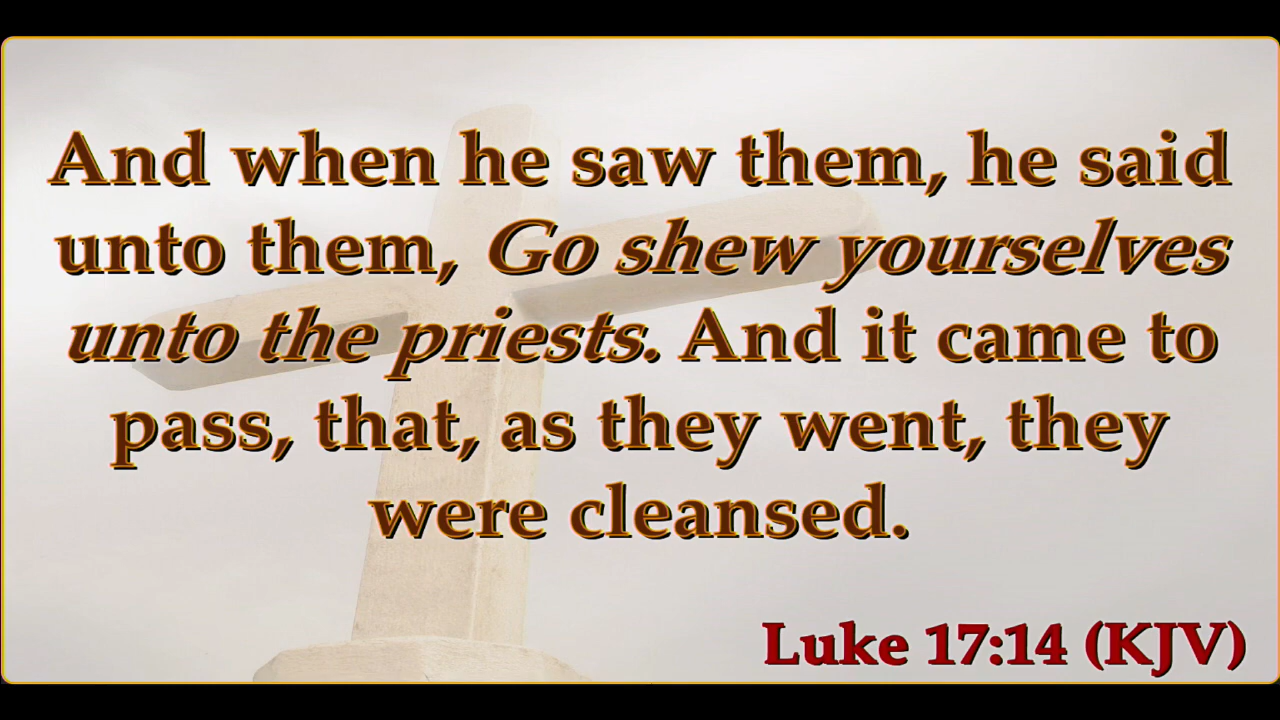 And when he saw them, he said
unto them, Go shew yourselves
unto the priests. And it came to
pass, that, as they went, they
were cleansed.
Luke 17:14 (KJV)